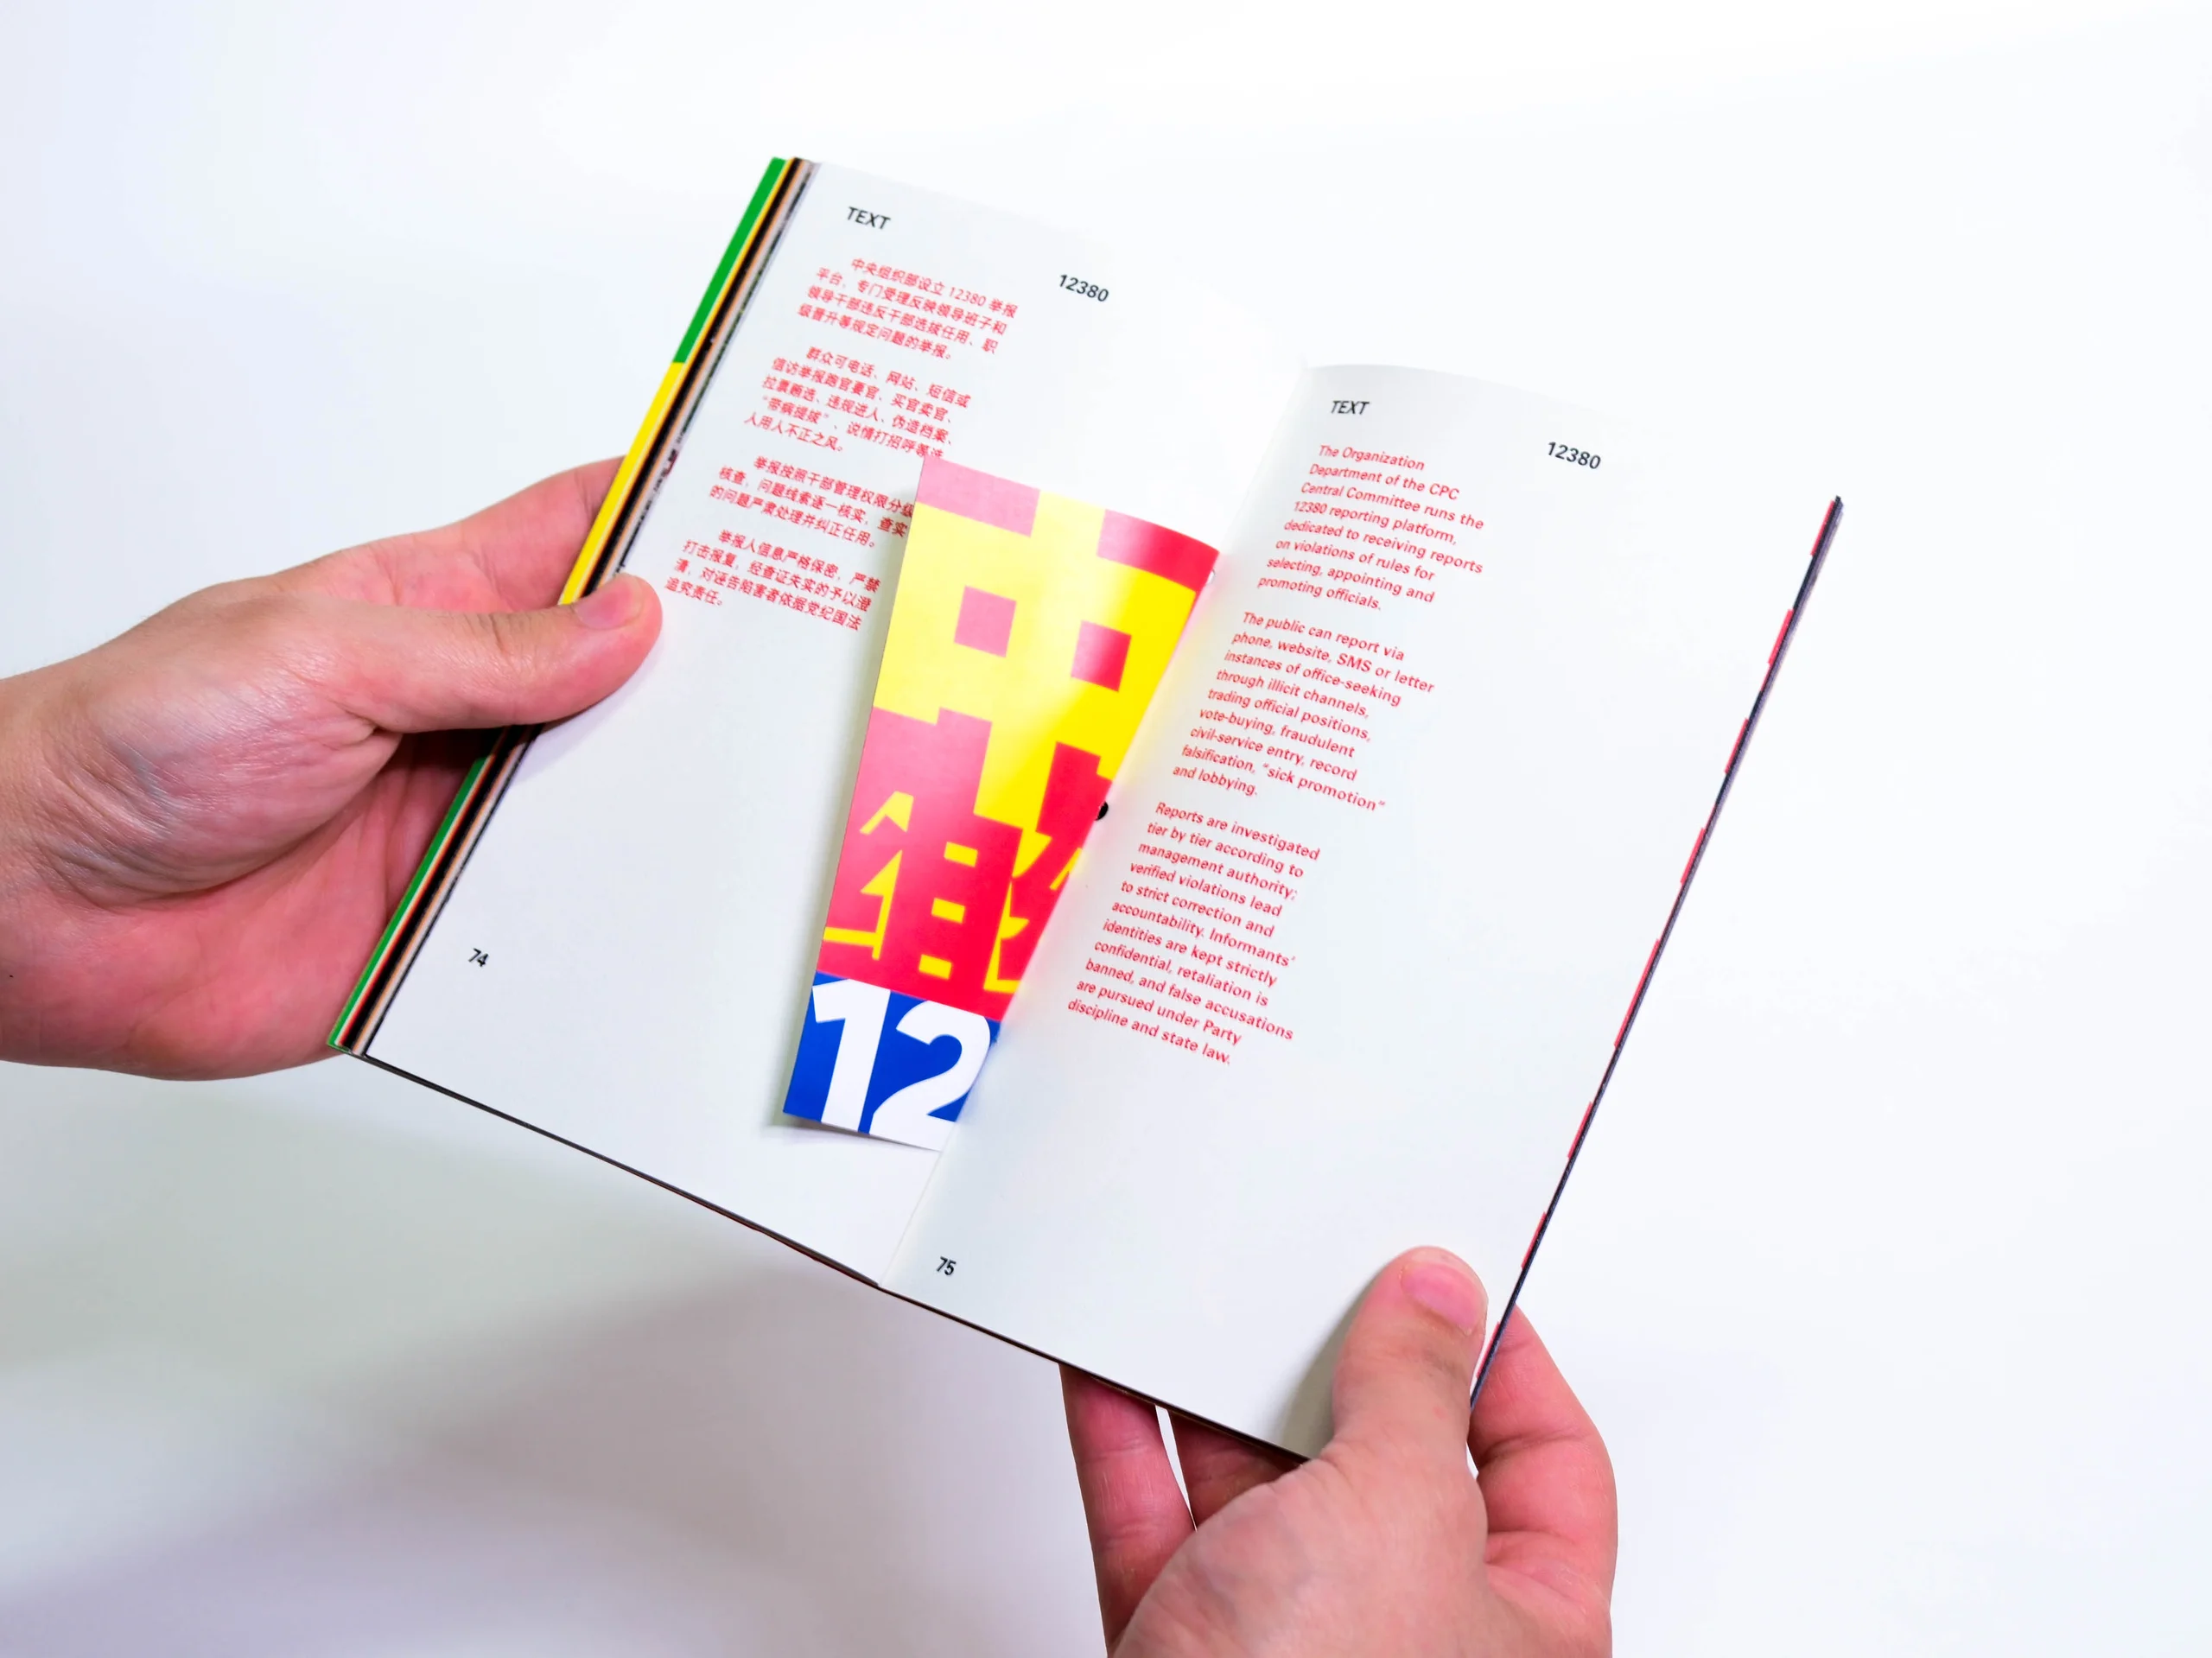 TEXT
12380
中央组织部设立 12380 举报
平台，专门受理反映领导班子和
领导干部违反干部选拔任用、职
级晋升等规定问题的举报。
群众可电话、网站、短信或
信访举报跑官要官、买官卖官、
拉票贿选、违规进人、伪造档案、
“带病提拔”、说情打招呼等选
人用人不正之风。
举报按照干部管理权限分级
核查，问题线索逐一核实，查实
的问题严肃处理并纠正任用。
举报人信息严格保密，严禁
打击报复，经查证失实的予以澄
清，对诬告陷害者依据党纪国法
追究责任。
12
74
TEXT
12380
The Organization
Department of the CPC
Central Committee runs the
12380 reporting platform,
dedicated to receiving reports
on violations of rules for
selecting, appointing and
promoting officials.
The public can report via
phone, website, SMS or letter
instances of office-seeking
through illicit channels,
trading official positions,
vote-buying, fraudulent
civil-service entry, record
falsification, “sick promotion”
and lobbying.
Reports are investigated
tier by tier according to
management authority;
verified violations lead
to strict correction and
accountability. Informants’
identities are kept strictly
confidential, retaliation is
banned, and false accusations
are pursued under Party
discipline and state law.
75